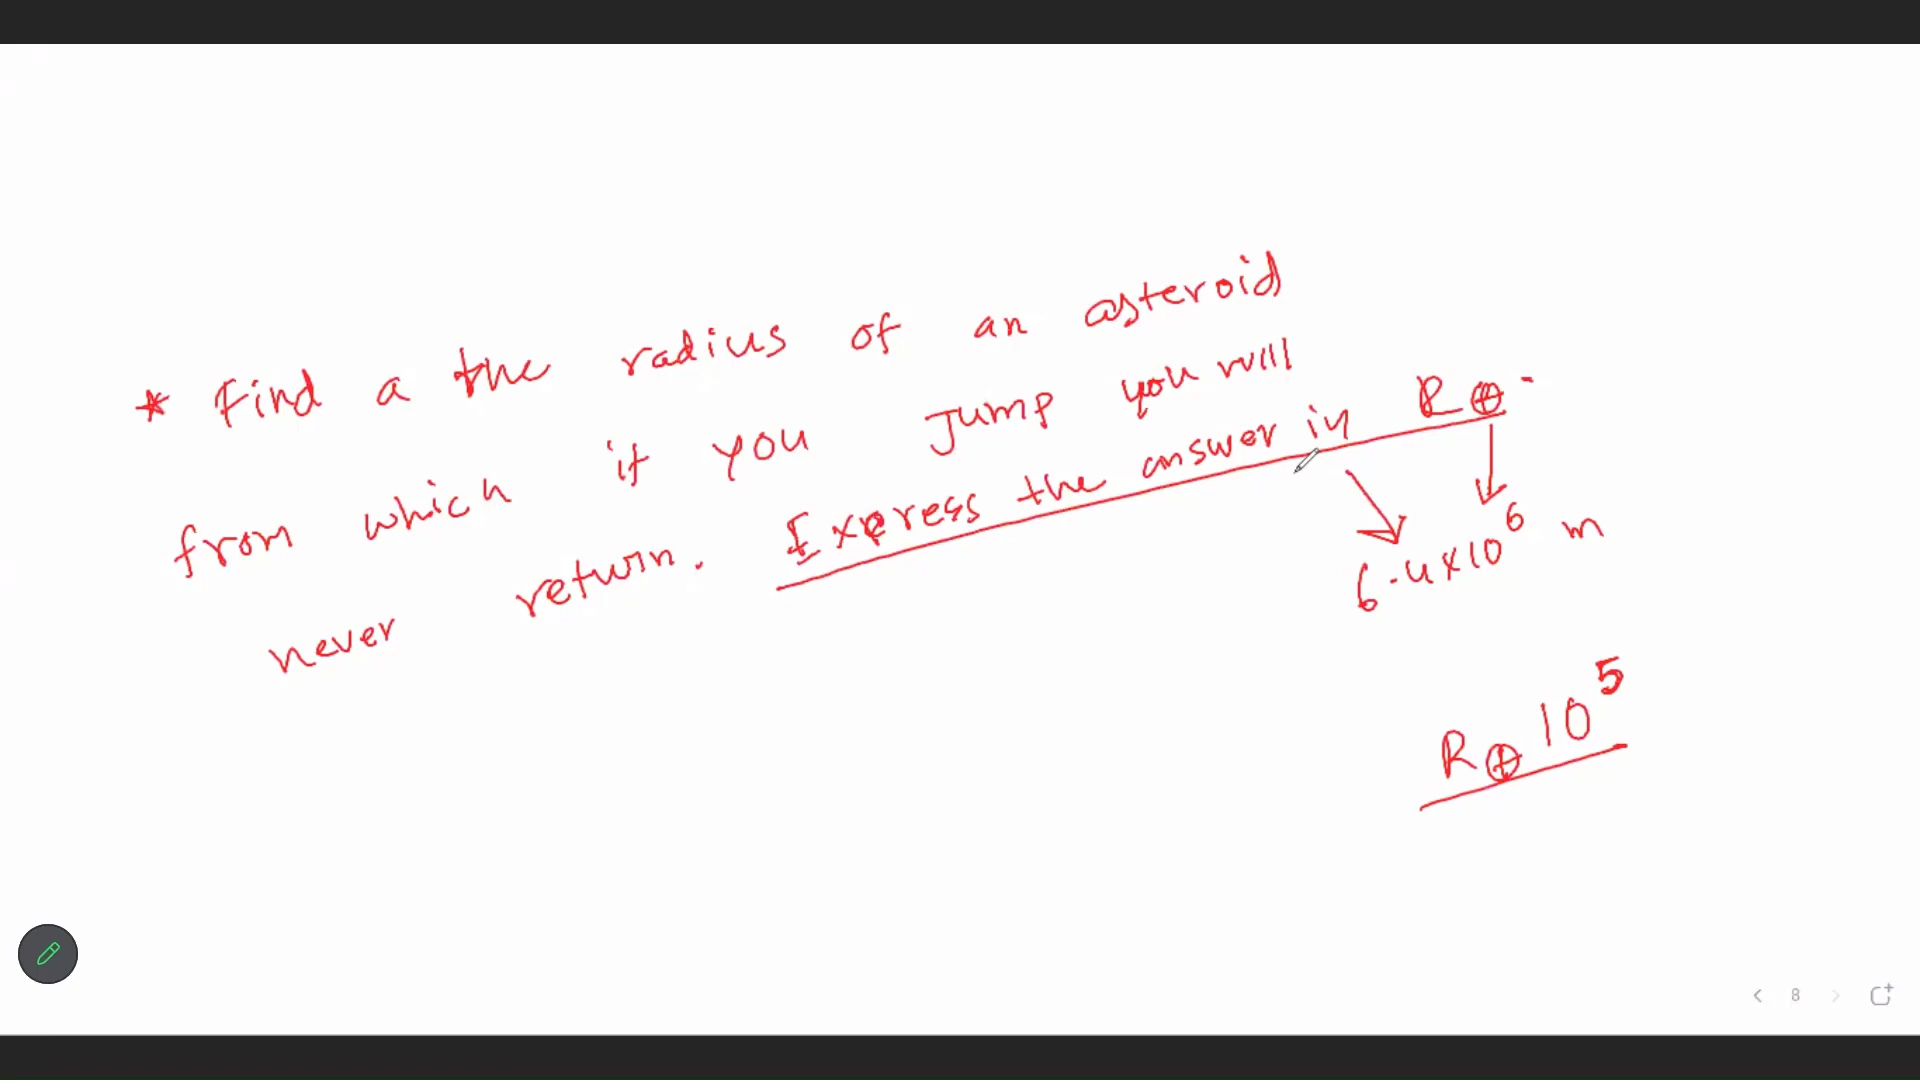 * Find a the radius of an asteroid
from which if you Jump you will
never return. Express the answer in R⊕.
6.4×10⁶ m
R⊕ 10⁵
8